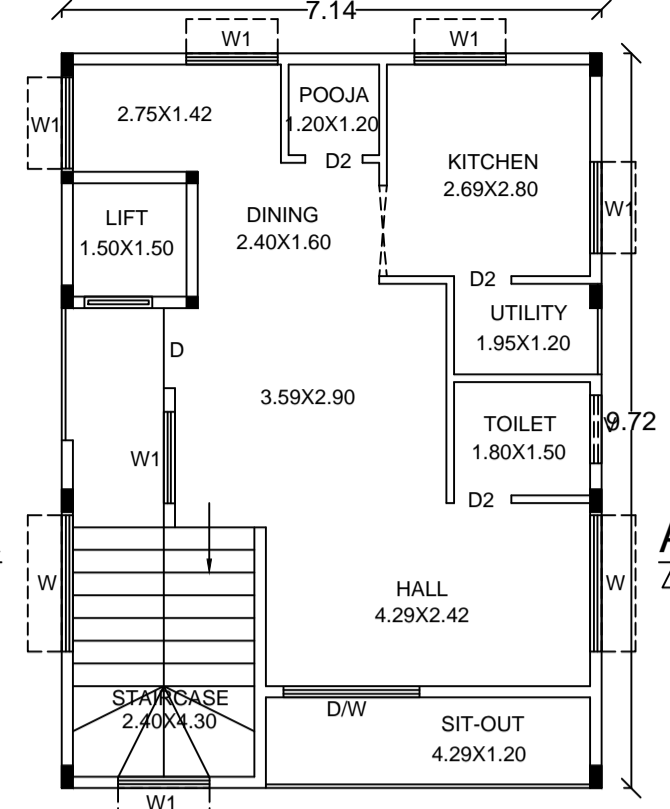 7.14
W1
W1
W1
2.75X1.42
POOJA
1.20X1.20
D2
KITCHEN
2.69X2.80
W1
LIFT
1.50X1.50
DINING
2.40X1.60
D2
UTILITY
1.95X1.20
D
3.59X2.90
TOILET
1.80X1.50
V
9.72
W1
D2
W
HALL
4.29X2.42
W
A
STAIRCASE
2.40X4.30
D/W
SIT-OUT
4.29X1.20
W1